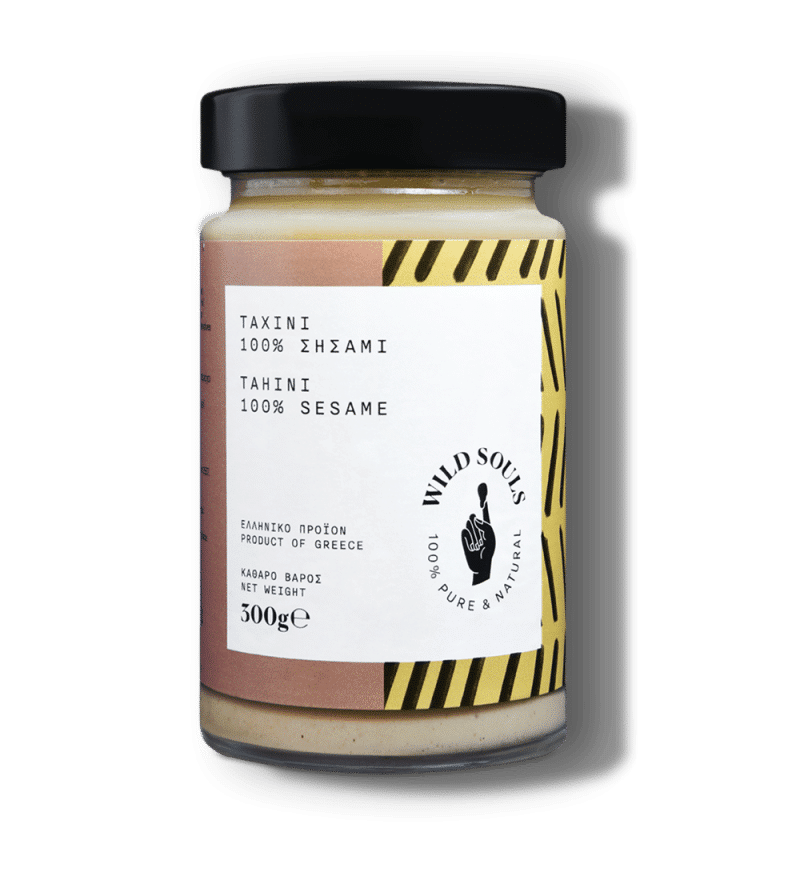 ΤΑΧΙΝΙ
100% ΣΗΣΑΜΙ
TAHINI
100% SESAME
WILD SOULS
100% PURE & NATURAL
ΕΛΛΗΝΙΚΟ ΠΡΟΪΟΝ
PRODUCT OF GREECE
ΚΑΘΑΡΟ ΒΑΡΟΣ
NET WEIGHT
300g℮